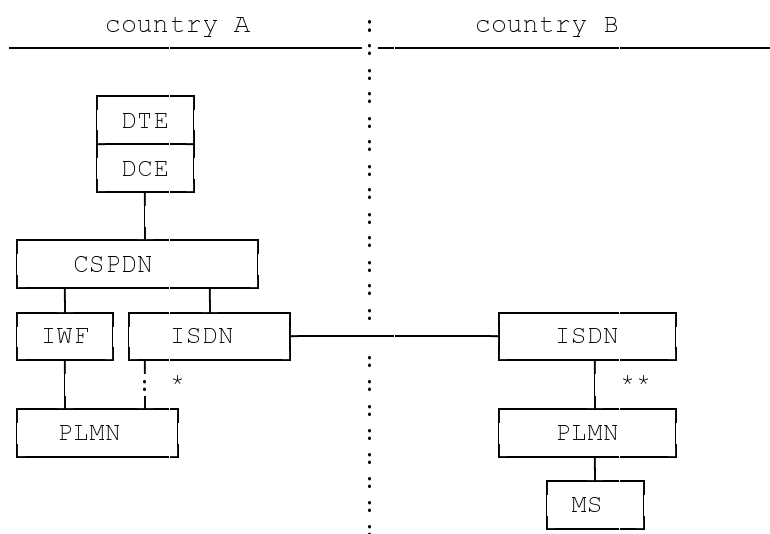 country A country B
DTE
DCE
CSPDN
IWF ISDN ISDN
* **
PLMN PLMN
MS